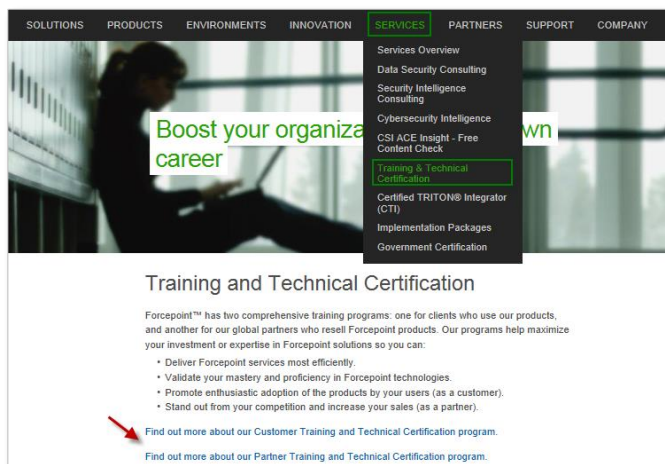 SOLUTIONS PRODUCTS ENVIRONMENTS INNOVATION SERVICES PARTNERS SUPPORT COMPANY
Services Overview
Data Security Consulting
Security Intelligence
Consulting
Cybersecurity Intelligence
CSI ACE Insight - Free
Content Check
Training & Technical
Certification
Certified TRITON® Integrator
(CTI)
Implementation Packages
Government Certification
Boost your organiza wn
career
Training and Technical Certification
Forcepoint™ has two comprehensive training programs: one for clients who use our products,
and another for our global partners who resell Forcepoint products. Our programs help maximize
your investment or expertise in Forcepoint solutions so you can:
• Deliver Forcepoint services most efficiently.
• Validate your mastery and proficiency in Forcepoint technologies.
• Promote enthusiastic adoption of the products by your users (as a customer).
• Stand out from your competition and increase your sales (as a partner).
Find out more about our Customer Training and Technical Certification program.
Find out more about our Partner Training and Technical Certification program.